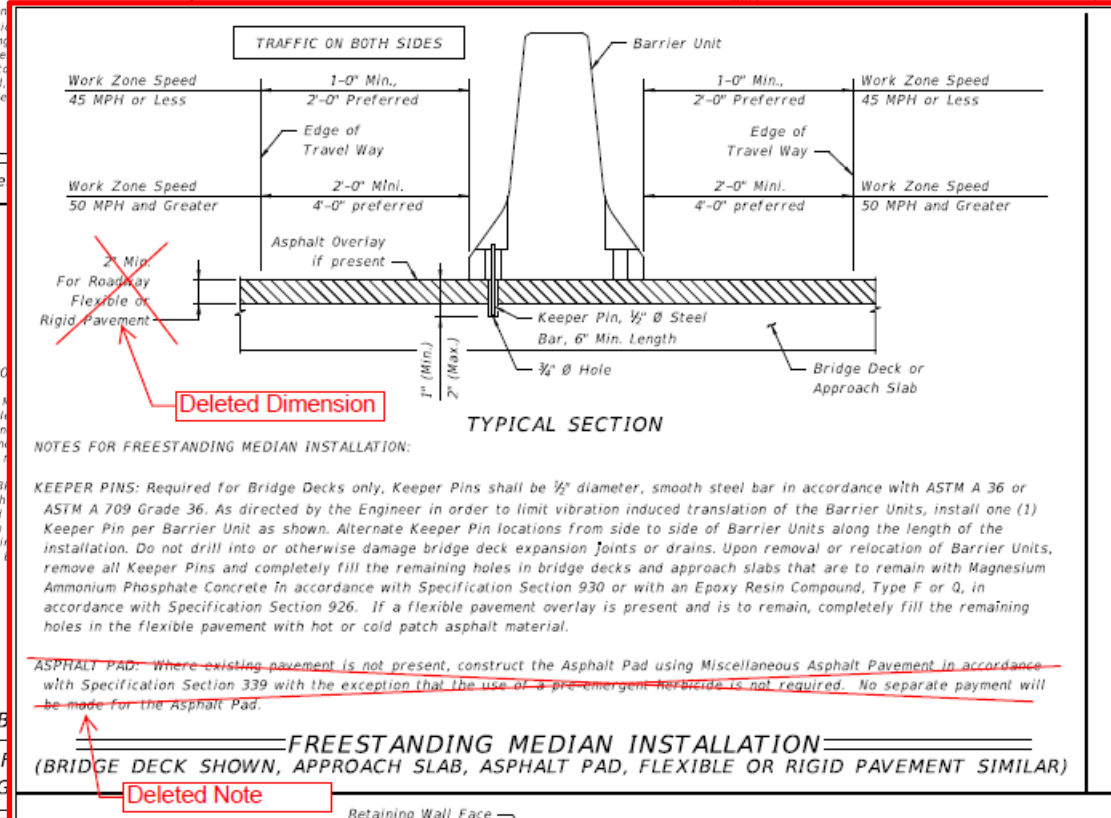 TRAFFIC ON BOTH SIDES
Barrier Unit
Work Zone Speed
45 MPH or Less
1-0" Min.,
2'-0" Preferred
1-0" Min.,
2'-0" Preferred
Work Zone Speed
45 MPH or Less
Edge of
Travel Way
Edge of
Travel Way
Work Zone Speed
50 MPH and Greater
2'-0" Mini.
4'-0" preferred
2'-0" Mini.
4'-0" preferred
Work Zone Speed
50 MPH and Greater
Asphalt Overlay
if present
2" Min.
For Roadway
Flexible or
Rigid Pavement
Keeper Pin, ½" Ø Steel
Bar, 6" Min. Length
1" (Min.)
2" (Max.)
¾" Ø Hole
Bridge Deck or
Approach Slab
Deleted Dimension
TYPICAL SECTION
NOTES FOR FREESTANDING MEDIAN INSTALLATION:
KEEPER PINS: Required for Bridge Decks only, Keeper Pins shall be ½" diameter, smooth steel bar in accordance with ASTM A 36 or
ASTM A 709 Grade 36. As directed by the Engineer in order to limit vibration induced translation of the Barrier Units, install one (1)
Keeper Pin per Barrier Unit as shown. Alternate Keeper Pin locations from side to side of Barrier Units along the length of the
installation. Do not drill into or otherwise damage bridge deck expansion joints or drains. Upon removal or relocation of Barrier Units,
remove all Keeper Pins and completely fill the remaining holes in bridge decks and approach slabs that are to remain with Magnesium
Ammonium Phosphate Concrete in accordance with Specification Section 930 or with an Epoxy Resin Compound, Type F or Q, in
accordance with Specification Section 926. If a flexible pavement overlay is present and is to remain, completely fill the remaining
holes in the flexible pavement with hot or cold patch asphalt material.
ASPHALT PAD: Where existing pavement is not present, construct the Asphalt Pad using Miscellaneous Asphalt Pavement in accordance
with Specification Section 339 with the exception that the use of a pre-emergent herbicide is not required. No separate payment will
be made for the Asphalt Pad.
FREESTANDING MEDIAN INSTALLATION
(BRIDGE DECK SHOWN, APPROACH SLAB, ASPHALT PAD, FLEXIBLE OR RIGID PAVEMENT SIMILAR)
Deleted Note
Retaining Wall Face